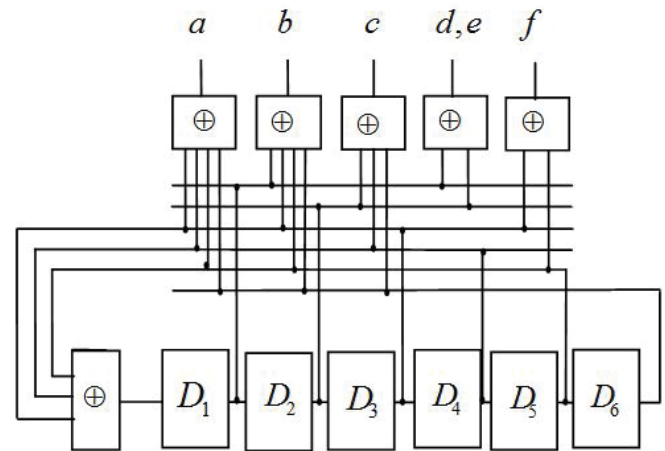 a b c d,e f
⊕ ⊕ ⊕ ⊕ ⊕
⊕ D₁ D₂ D₃ D₄ D₅ D₆